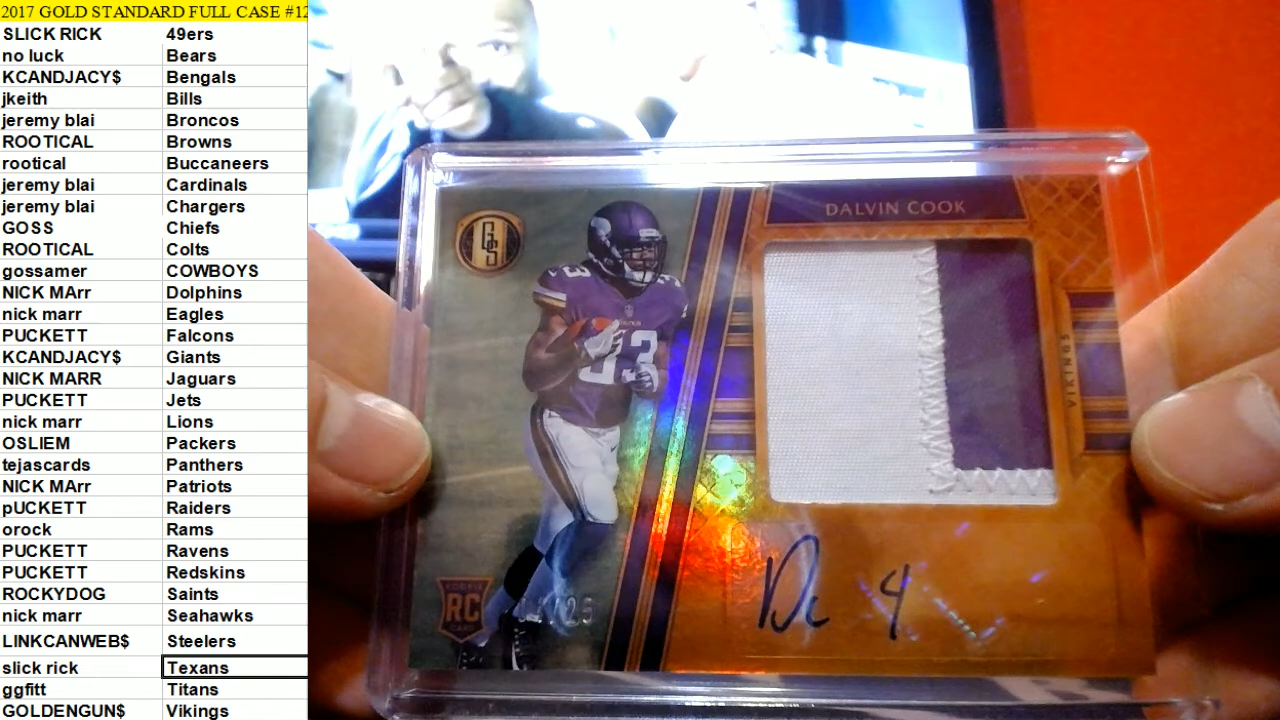 2017 GOLD STANDARD FULL CASE #12
SLICK RICK 49ers
no luck Bears
KCANDJACY$ Bengals
jkeith Bills
jeremy blai Broncos
ROOTICAL Browns
rootical Buccaneers
jeremy blai Cardinals
jeremy blai Chargers
GOSS Chiefs
ROOTICAL Colts
gossamer COWBOYS
NICK MArr Dolphins
nick marr Eagles
PUCKETT Falcons
KCANDJACY$ Giants
NICK MARR Jaguars
PUCKETT Jets
nick marr Lions
OSLIEM Packers
tejascards Panthers
NICK MArr Patriots
pUCKETT Raiders
orock Rams
PUCKETT Ravens
PUCKETT Redskins
ROCKYDOG Saints
nick marr Seahawks
LINKCANWEB$ Steelers
slick rick Texans
ggfitt Titans
GOLDENGUN$ Vikings
DALVIN COOK
GS
33
VIKINGS
RC
4